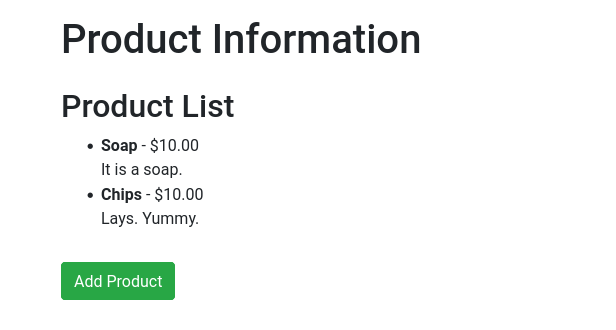 Product Information
Product List
• Soap - $10.00
It is a soap.
• Chips - $10.00
Lays. Yummy.
Add Product